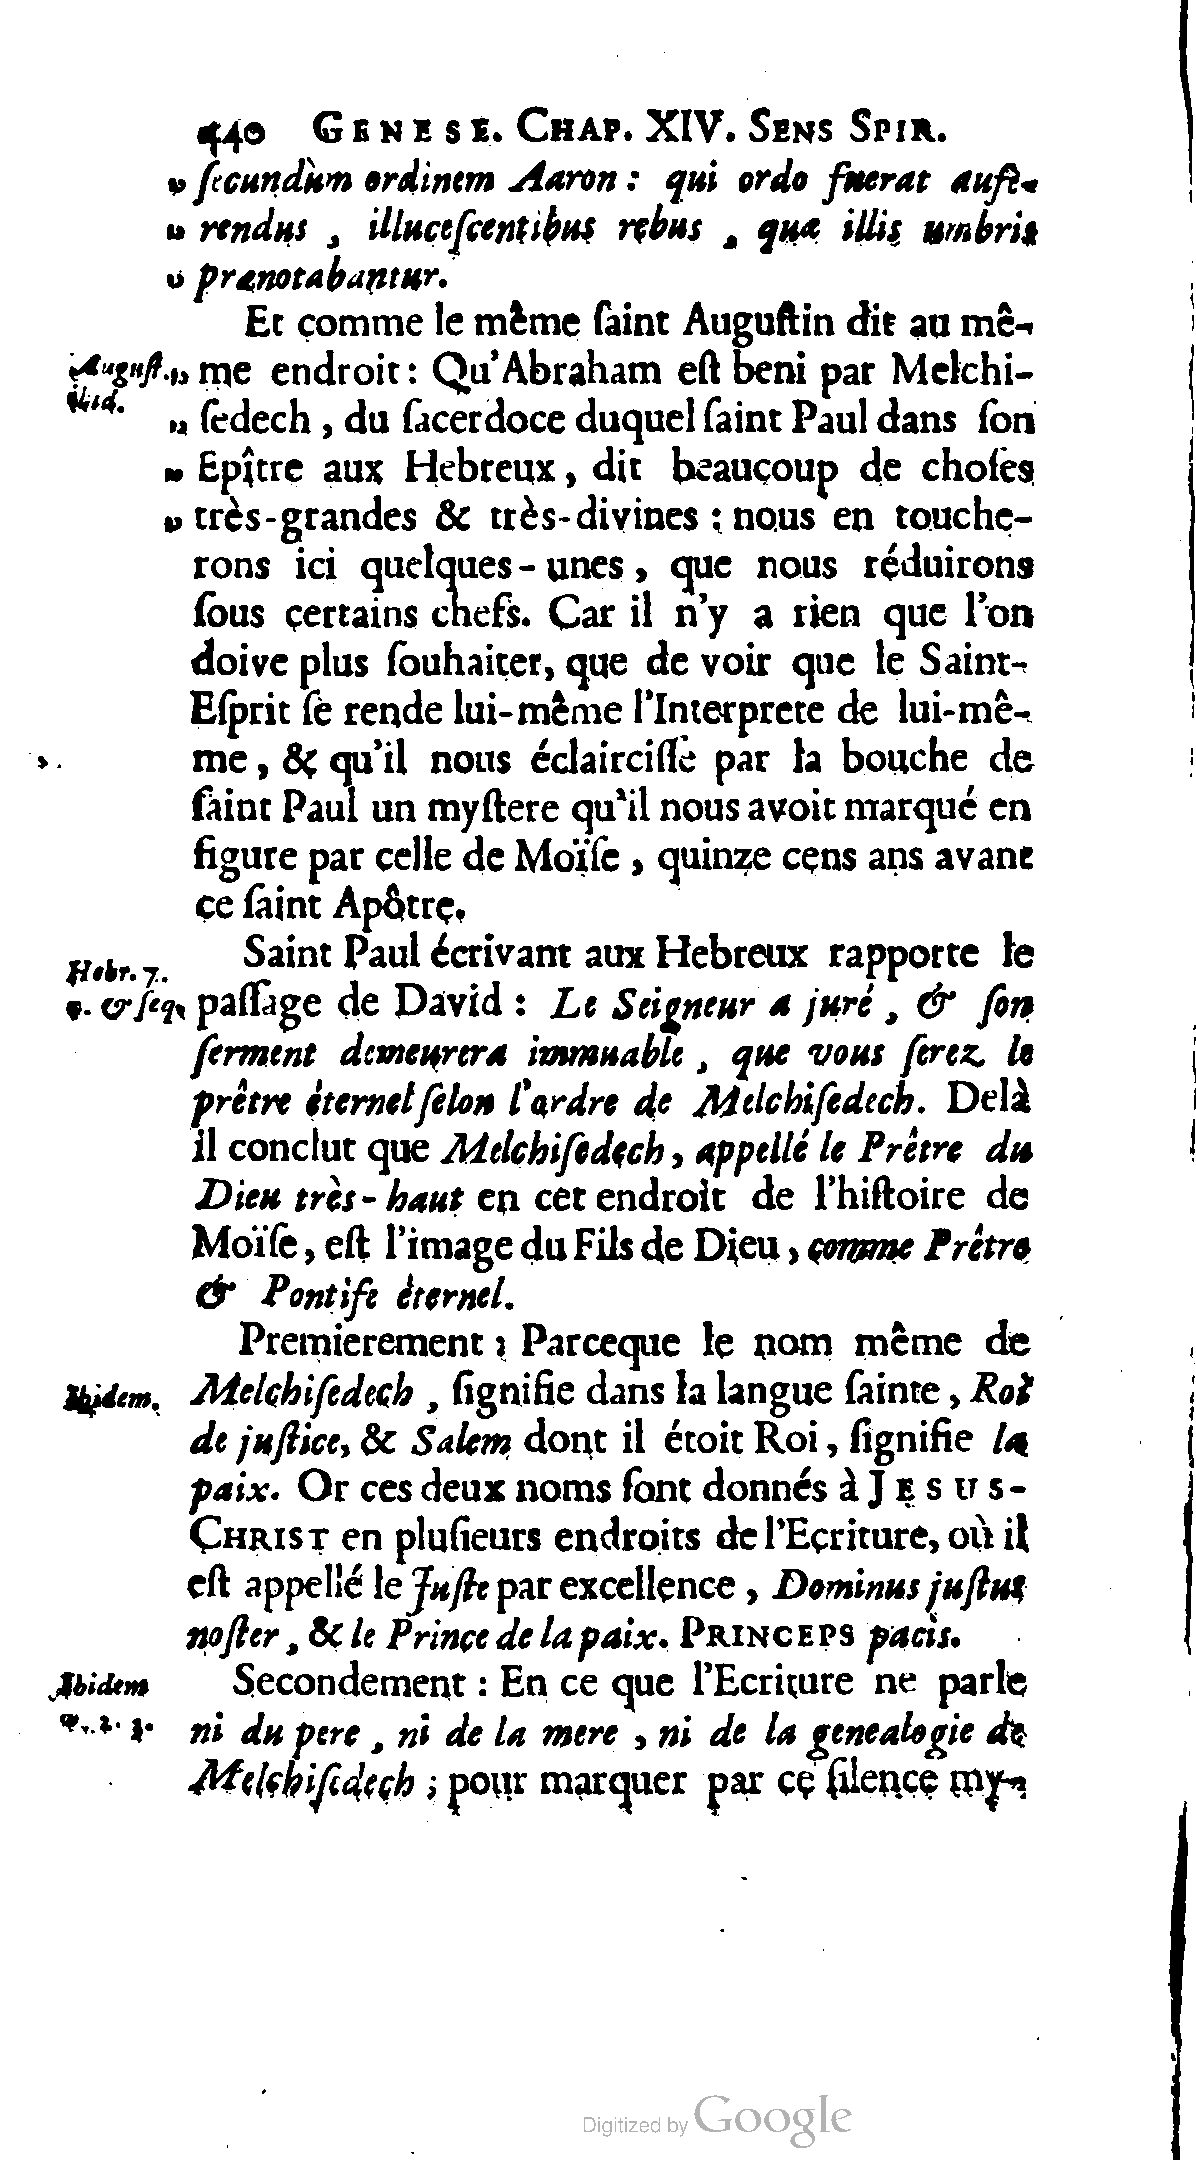 440 GENESE. CHAP. XIV. SENS SPIR.
„ ſecundùm ordinem Aaron : qui ordo fuerat aufe-
„ rendus , illuceſcentibus rebus , quæ illis umbris
„ prænotabantur.
Et comme le même ſaint Auguſtin dit au mê-
Auguſt. „ me endroit : Qu'Abraham eſt beni par Melchi-
ibid.
„ ſedech , du ſacerdoce duquel ſaint Paul dans ſon
„ Epître aux Hebreux , dit beaucoup de choſes
„ très-grandes & très-divines : nous en touche-
rons ici quelques-unes , que nous réduirons
ſous certains chefs. Car il n'y a rien que l'on
doive plus ſouhaiter, que de voir que le Saint-
Eſprit ſe rende lui-même l'Interprete de lui-mê-
me , & qu'il nous éclairciſſe par la bouche de
ſaint Paul un myſtere qu'il nous avoit marqué en
figure par celle de Moïſe , quinze cens ans avant
ce ſaint Apôtre.
Saint Paul écrivant aux Hebreux rapporte le
Hebr. 7.
v. & ſeq. paſſage de David : Le Seigneur a juré , & ſon
ſerment demeurera immuable , que vous ſerez le
prêtre éternel ſelon l'ordre de Melchiſedech. Delà
il conclut que Melchiſedech , appellé le Prêtre du
Dieu très-haut en cet endroit de l'hiſtoire de
Moïſe , eſt l'image du Fils de Dieu , comme Prêtre
& Pontife éternel.
Premierement ; Parceque le nom même de
Ibidem. Melchiſedech , ſignifie dans la langue ſainte , Roi
de juſtice, & Salem dont il étoit Roi , ſignifie la
paix. Or ces deux noms ſont donnés à JESUS-
CHRIST en pluſieurs endroits de l'Ecriture, où il
eſt appellé le Juſte par excellence , Dominus juſtus
noſter , & le Prince de la paix. PRINCEPS pacis.
Ibidem Secondement : En ce que l'Ecriture ne parle
v. 2. 3. ni du pere , ni de la mere , ni de la genealogie de
Melchiſedech ; pour marquer par ce ſilence my-
Digitized by Google